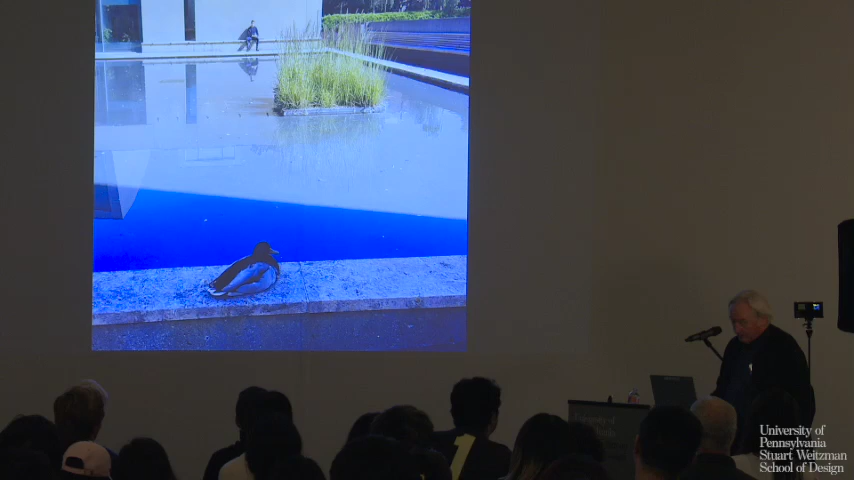 University of
Pennsylvania
Stuart Weitzman
School of Design